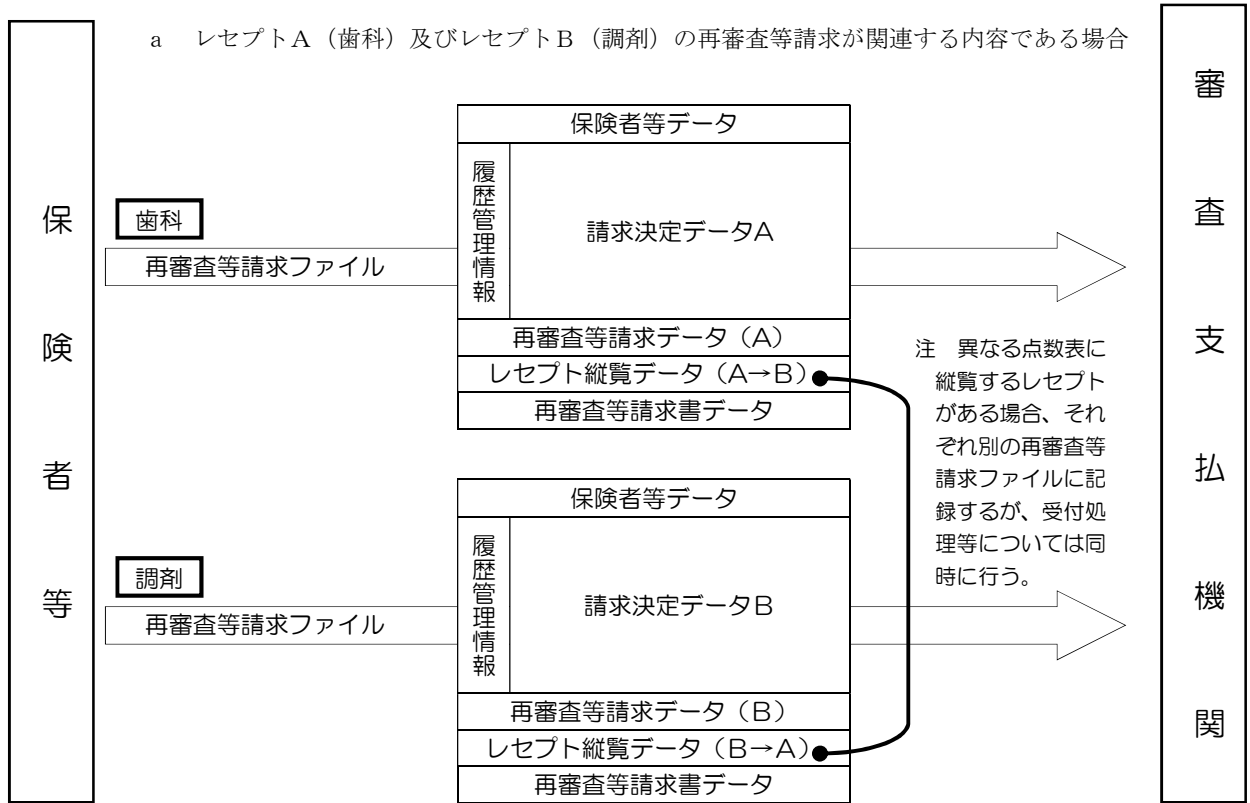 a　レセプトA（歯科）及びレセプトB（調剤）の再審査等請求が関連する内容である場合
保険者等
歯科
再審査等請求ファイル
保険者等データ
履歴管理情報
請求決定データA
再審査等請求データ（A）
レセプト縦覧データ（A→B）
再審査等請求書データ
注　異なる点数表に
縦覧するレセプト
がある場合、それ
ぞれ別の再審査等
請求ファイルに記
録するが、受付処
理等については同
時に行う。
調剤
再審査等請求ファイル
保険者等データ
履歴管理情報
請求決定データB
再審査等請求データ（B）
レセプト縦覧データ（B→A）
再審査等請求書データ
審査支払機関